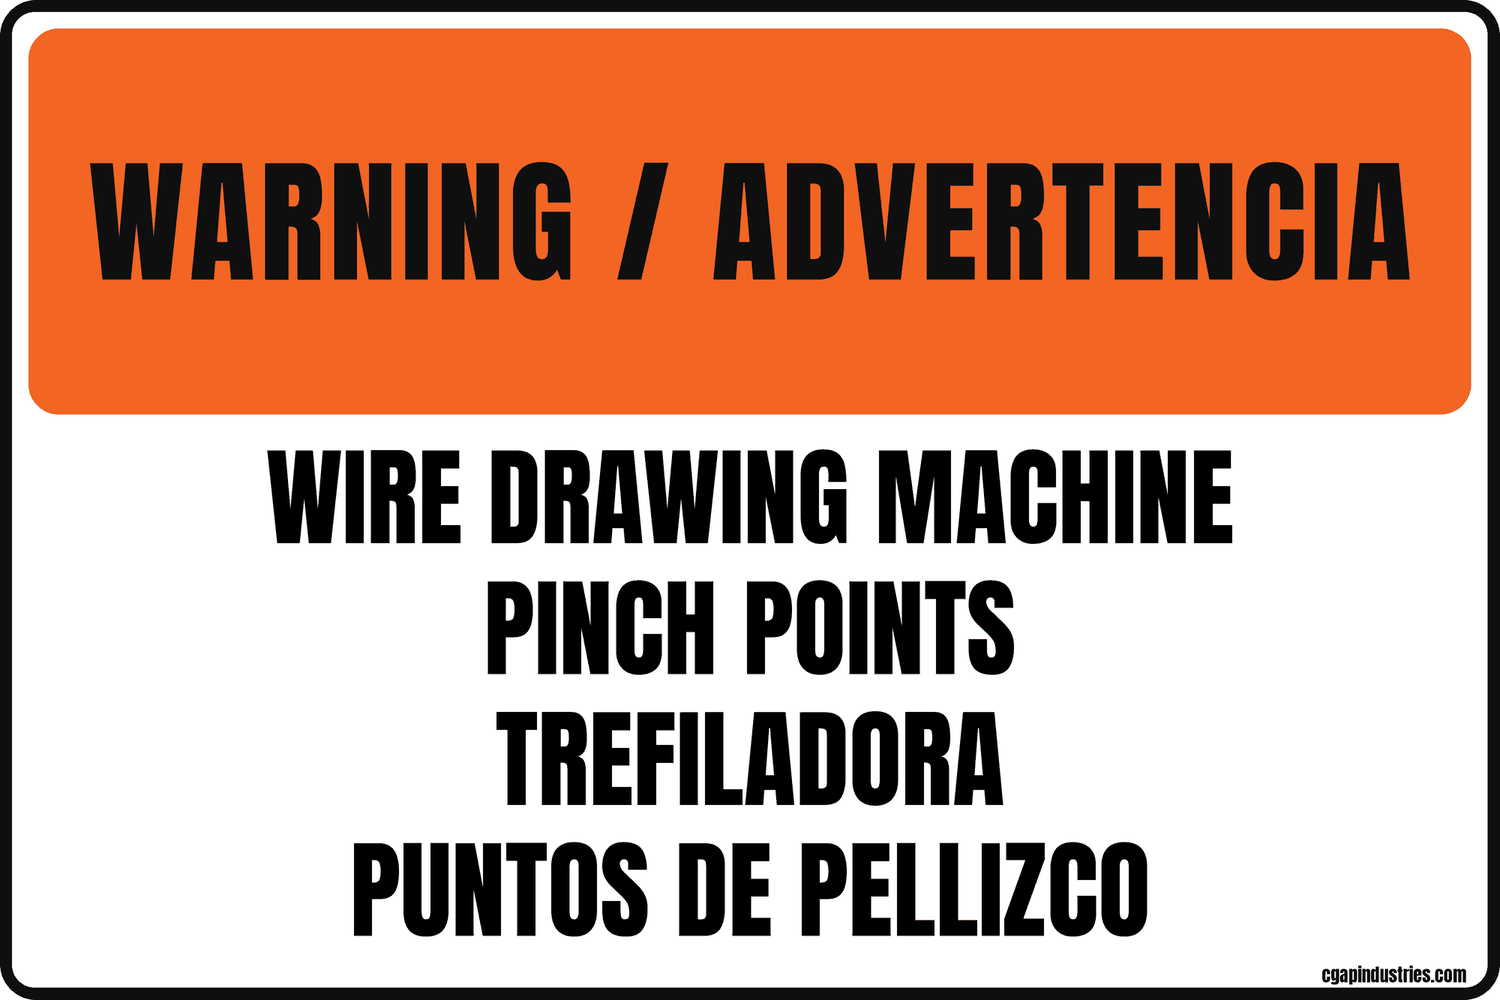 WARNING / ADVERTENCIA
WIRE DRAWING MACHINE
PINCH POINTS
TREFILADORA
PUNTOS DE PELLIZCO
cgapindustries.com